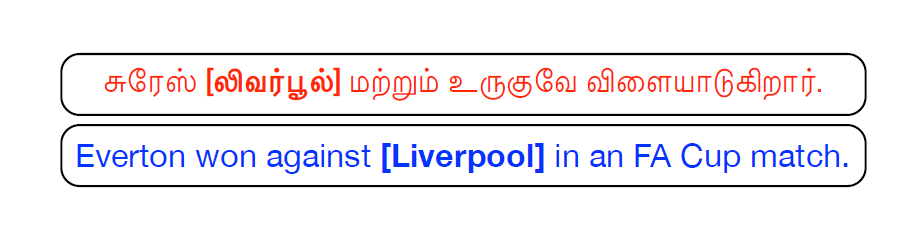 சுரேஸ் [லிவர்பூல்] மற்றும் உருகுவே விளையாடுகிறார்.
Everton won against [Liverpool] in an FA Cup match.